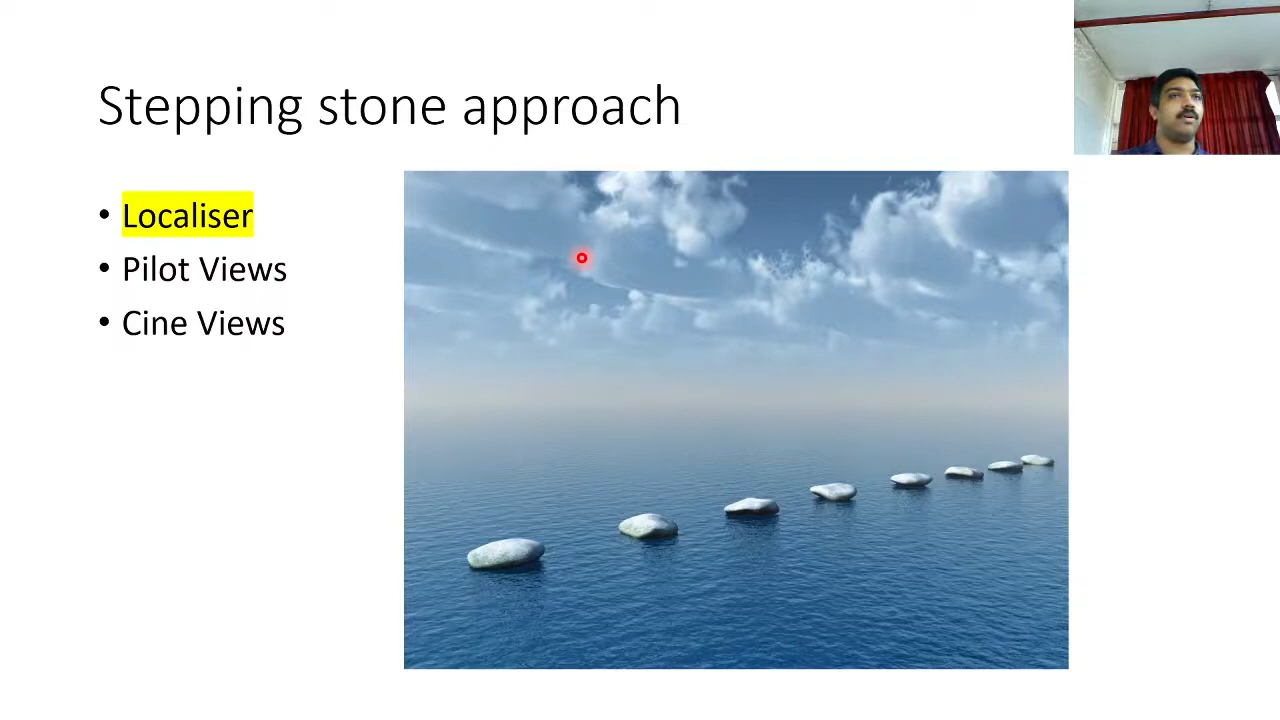 Stepping stone approach
• Localiser
• Pilot Views
• Cine Views